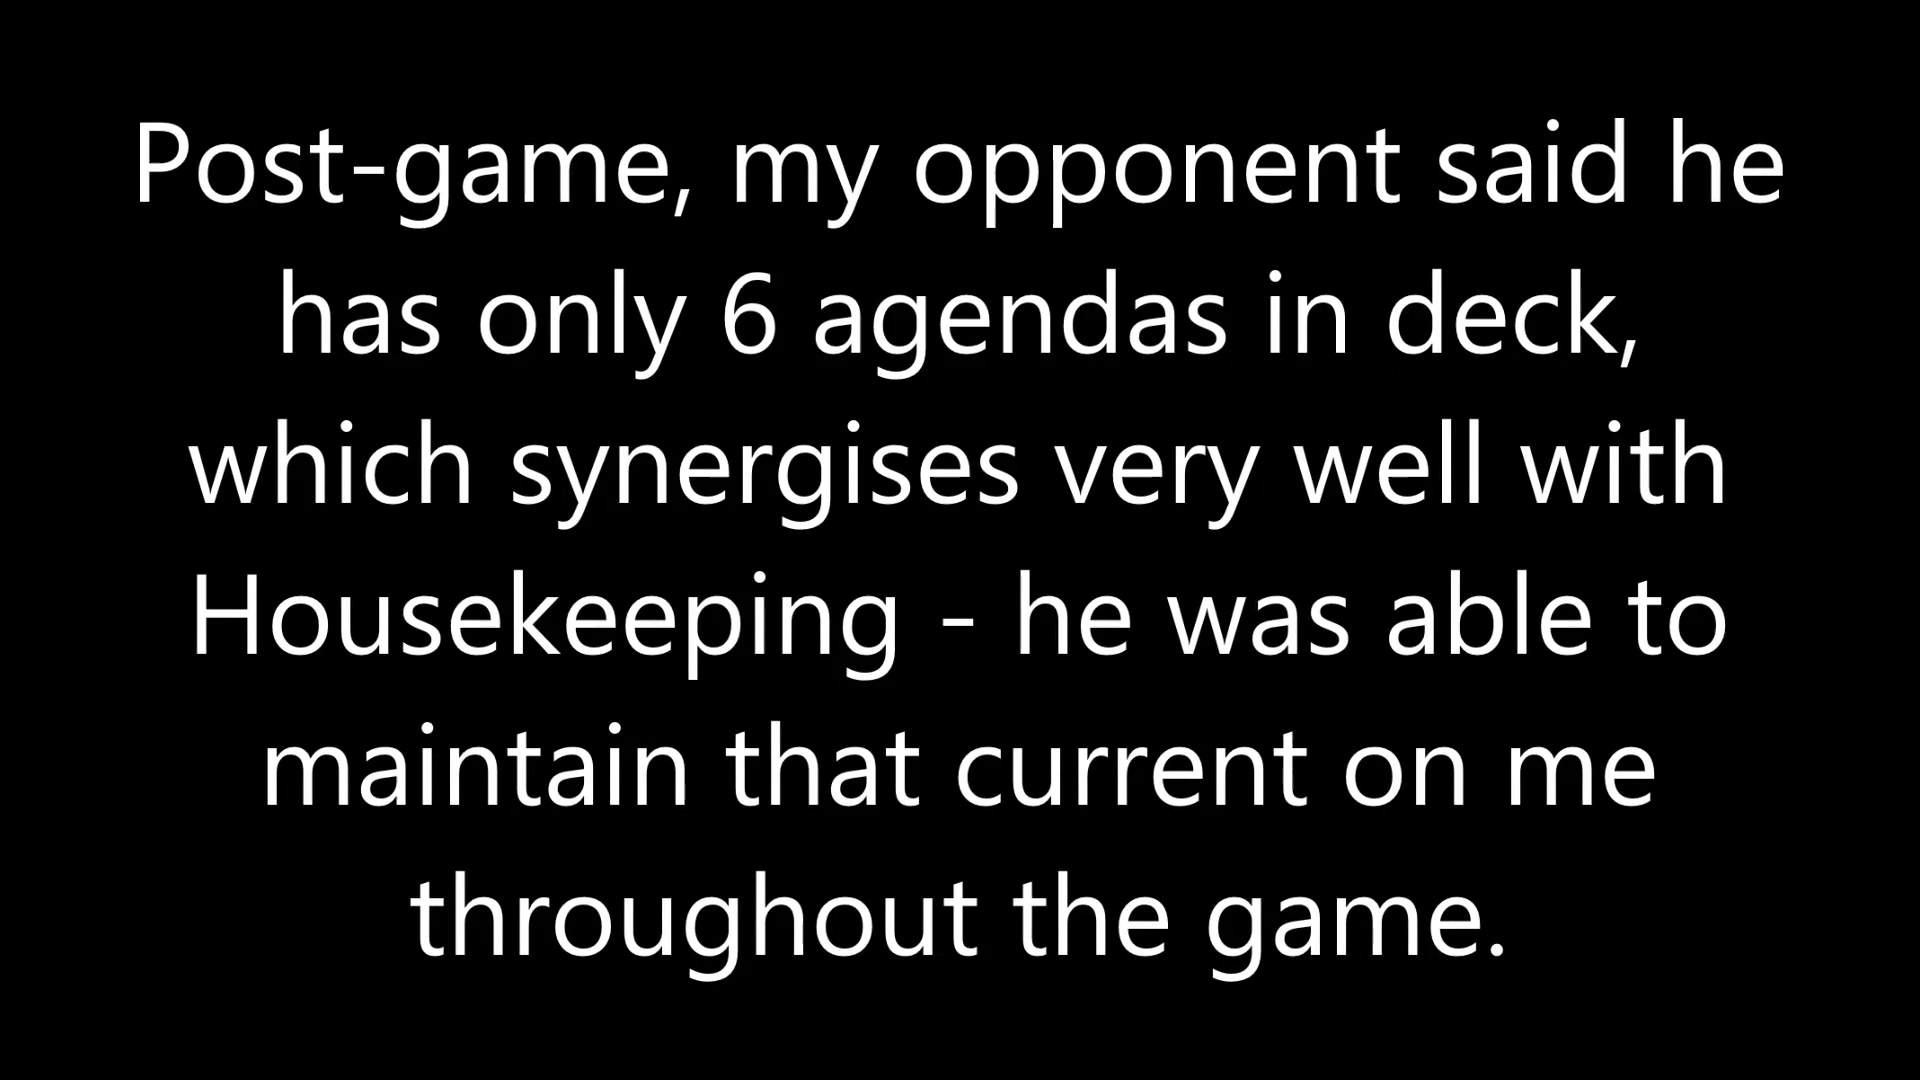 Post-game, my opponent said he
has only 6 agendas in deck,
which synergises very well with
Housekeeping - he was able to
maintain that current on me
throughout the game.